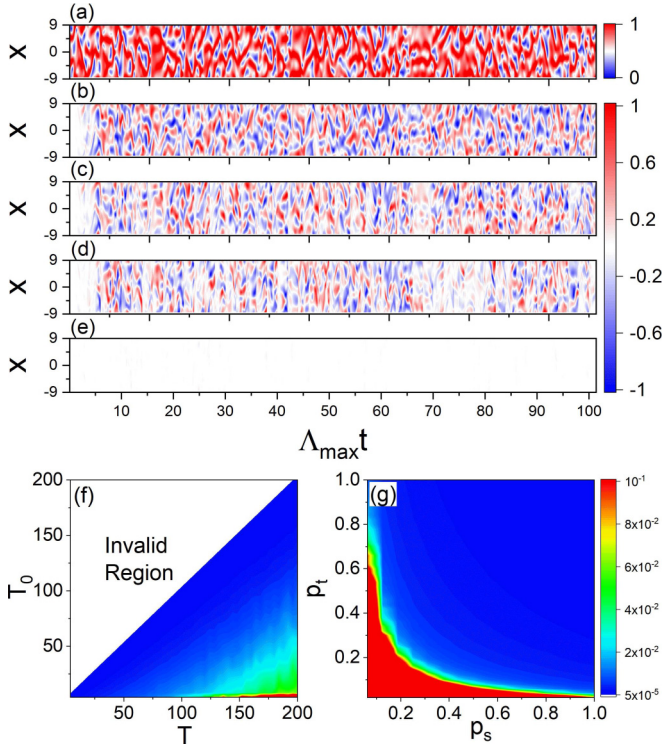 (a)
9
0
-9
X
1
0
(b)
9
0
-9
X
(c)
9
0
-9
X
(d)
9
0
-9
X
(e)
9
0
-9
X
1
0.6
0.2
-0.2
-0.6
-1
10 20 30 40 50 60 70 80 90 100
Λmax t
(f)
200
150
100
50
T0
Invalid
Region
50 100 150 200
T
(g)
1.0
0.8
0.6
0.4
0.2
pt
0.2 0.4 0.6 0.8 1.0
ps
10-1
8x10-2
6x10-2
4x10-2
2x10-2
5x10-5